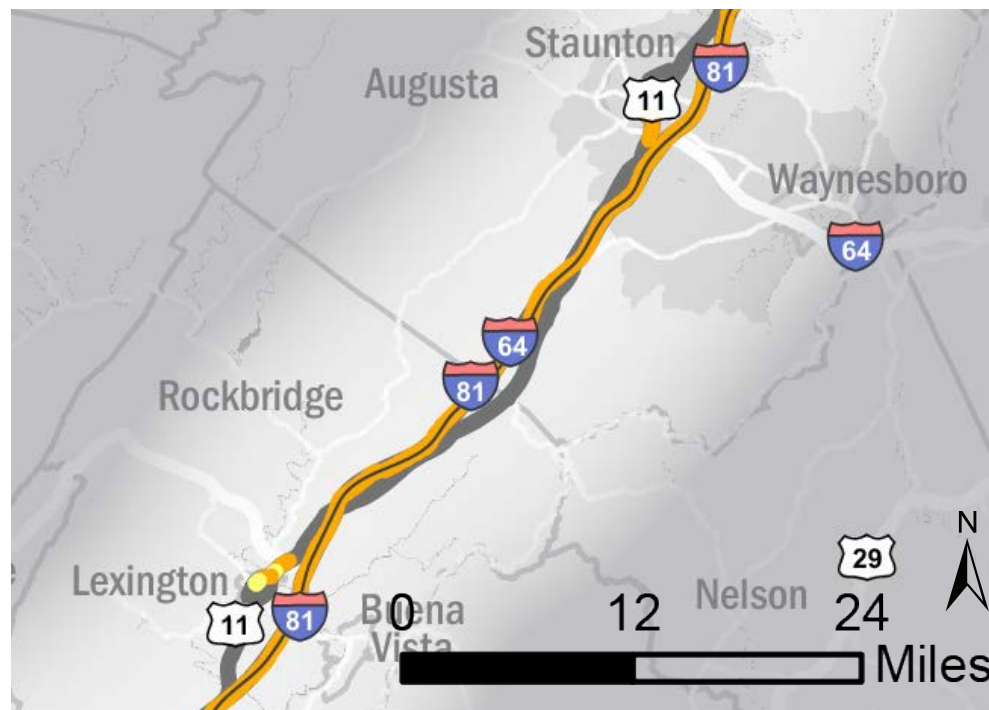 Staunton
81
Augusta
11
Waynesboro
64
64
81
Rockbridge
N
29
Lexington
Buena
Vista
0
12
24
Nelson
11
81
Miles